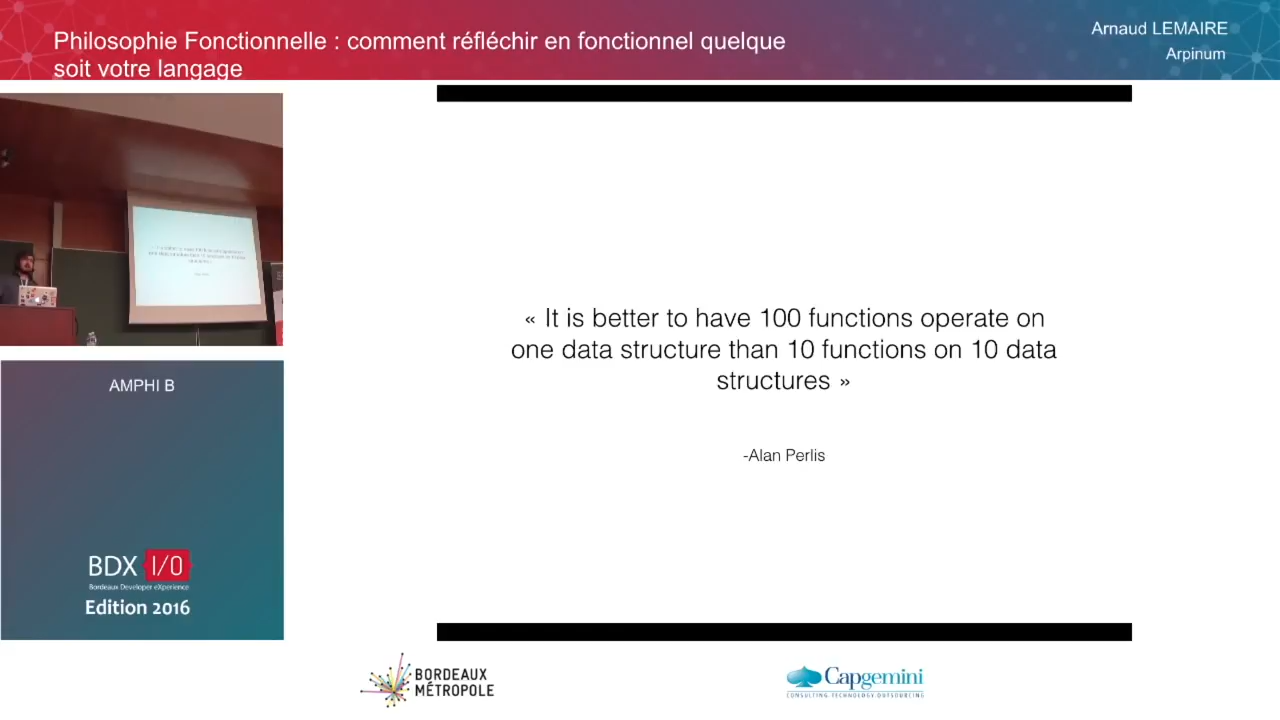 Philosophie Fonctionnelle : comment réfléchir en fonctionnel quelque
soit votre langage
Arnaud LEMAIRE
Arpinum
« It is better to have 100 functions operate on
one data structure than 10 functions on 10 data
structures »
-Alan Perlis
AMPHI B
BDX I/O
Bordeaux Developer eXperience
Edition 2016
BORDEAUX
MÉTROPOLE
Capgemini
CONSULTING.TECHNOLOGY.OUTSOURCING